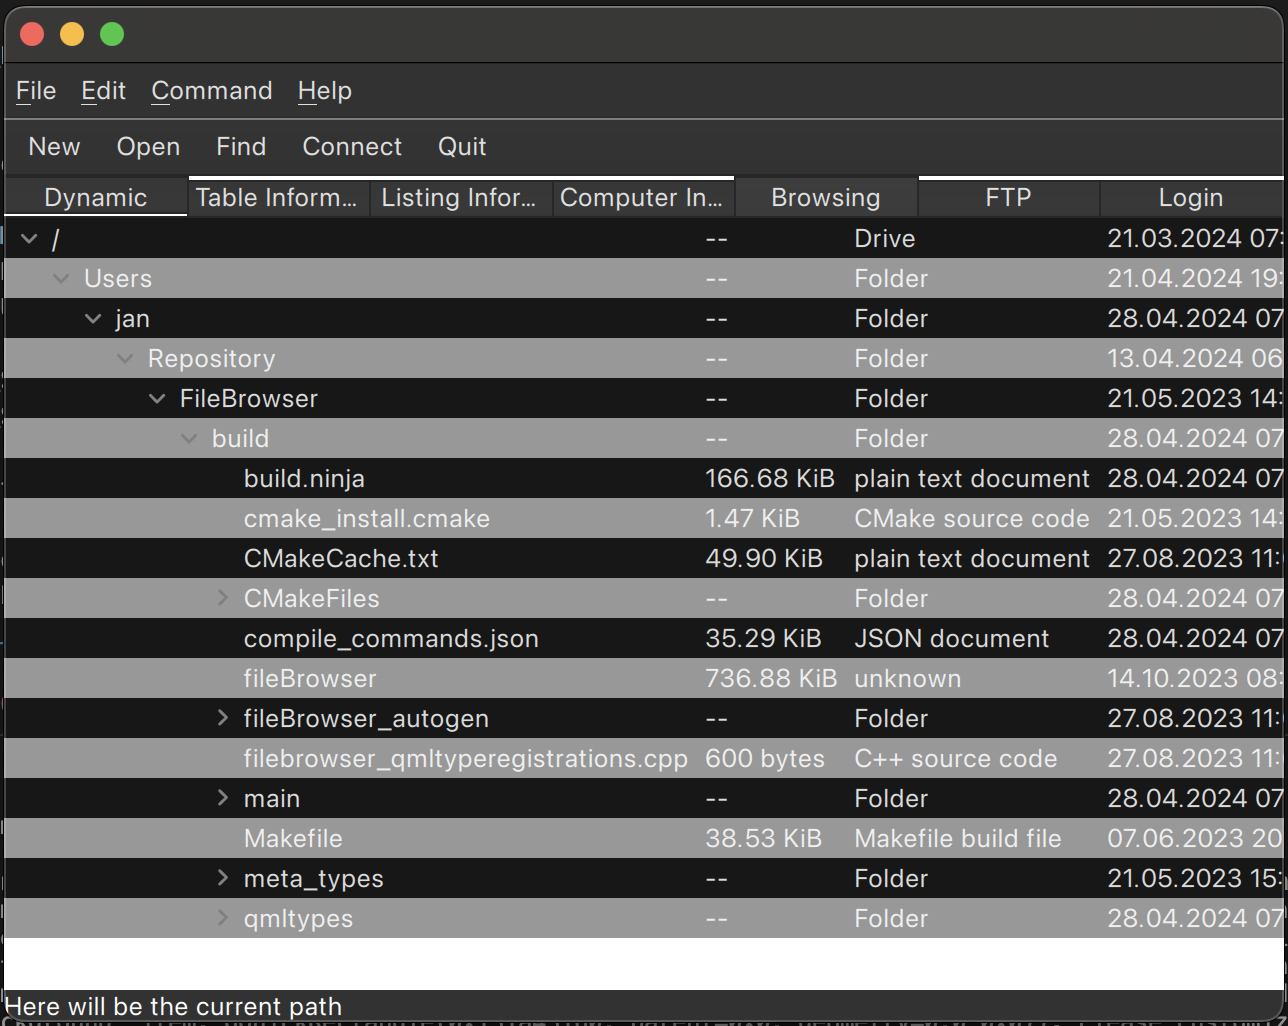 File Edit Command Help
New Open Find Connect Quit
Dynamic Table Inform... Listing Infor... Computer In... Browsing FTP Login
/ -- Drive 21.03.2024 07:
Users -- Folder 21.04.2024 19:
jan -- Folder 28.04.2024 07
Repository -- Folder 13.04.2024 06
FileBrowser -- Folder 21.05.2023 14:
build -- Folder 28.04.2024 07
build.ninja 166.68 KiB plain text document 28.04.2024 07
cmake_install.cmake 1.47 KiB CMake source code 21.05.2023 14:
CMakeCache.txt 49.90 KiB plain text document 27.08.2023 11:
CMakeFiles -- Folder 28.04.2024 07
compile_commands.json 35.29 KiB JSON document 28.04.2024 07
fileBrowser 736.88 KiB unknown 14.10.2023 08:
fileBrowser_autogen -- Folder 27.08.2023 11:
filebrowser_qmltyperegistrations.cpp 600 bytes C++ source code 27.08.2023 11:
main -- Folder 28.04.2024 07
Makefile 38.53 KiB Makefile build file 07.06.2023 20
meta_types -- Folder 21.05.2023 15:
qmltypes -- Folder 28.04.2024 07
Here will be the current path